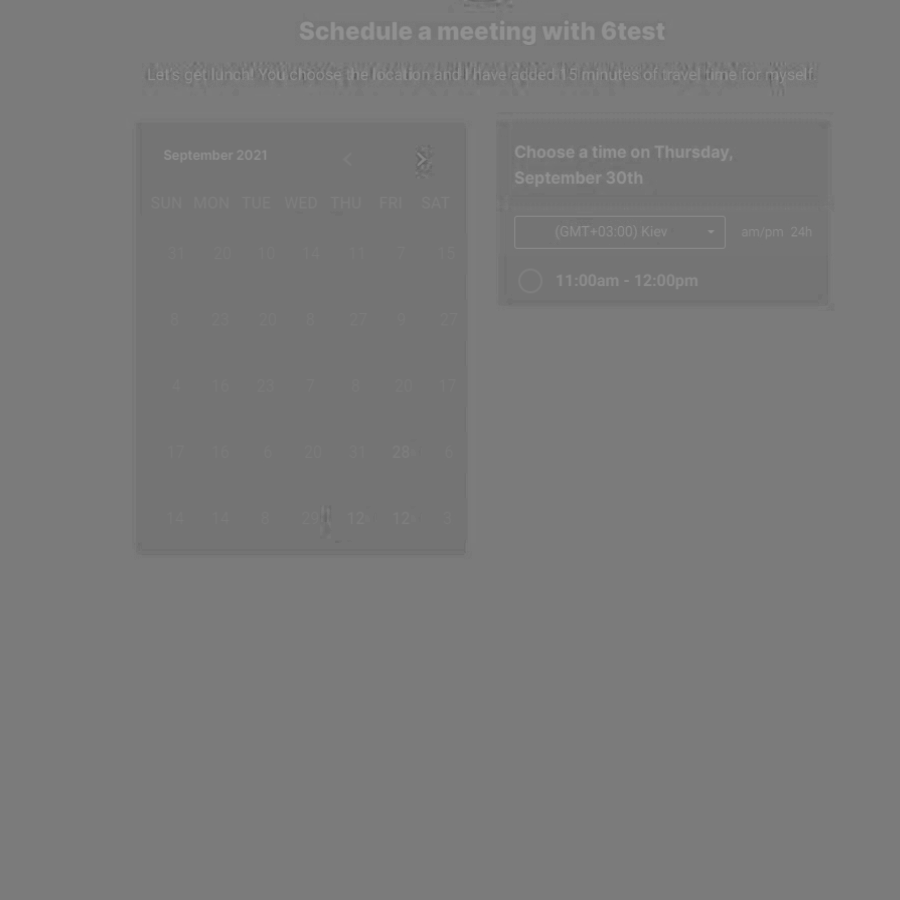 Schedule a meeting with 6test
Let's get lunch! You choose the location and I have added 15 minutes of travel time for myself.
September 2021
SUN MON TUE WED THU FRI SAT
31 20 10 14 11 7 15
8 23 20 8 27 9 27
4 16 23 7 8 20 17
17 16 6 20 31 28 6
14 14 8 29 12 12 3
Choose a time on Thursday,
September 30th
(GMT+03:00) Kiev am/pm 24h
11:00am - 12:00pm